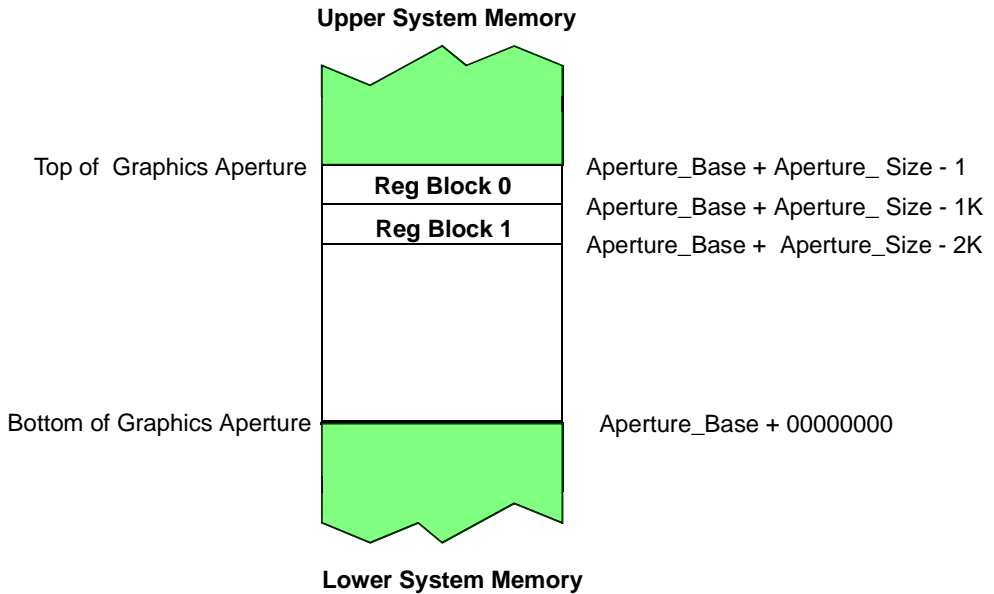 Upper System Memory
Top of Graphics Aperture
Aperture_Base + Aperture_ Size - 1
Reg Block 0
Aperture_Base + Aperture_ Size - 1K
Reg Block 1
Aperture_Base + Aperture_Size - 2K
Bottom of Graphics Aperture
Aperture_Base + 00000000
Lower System Memory